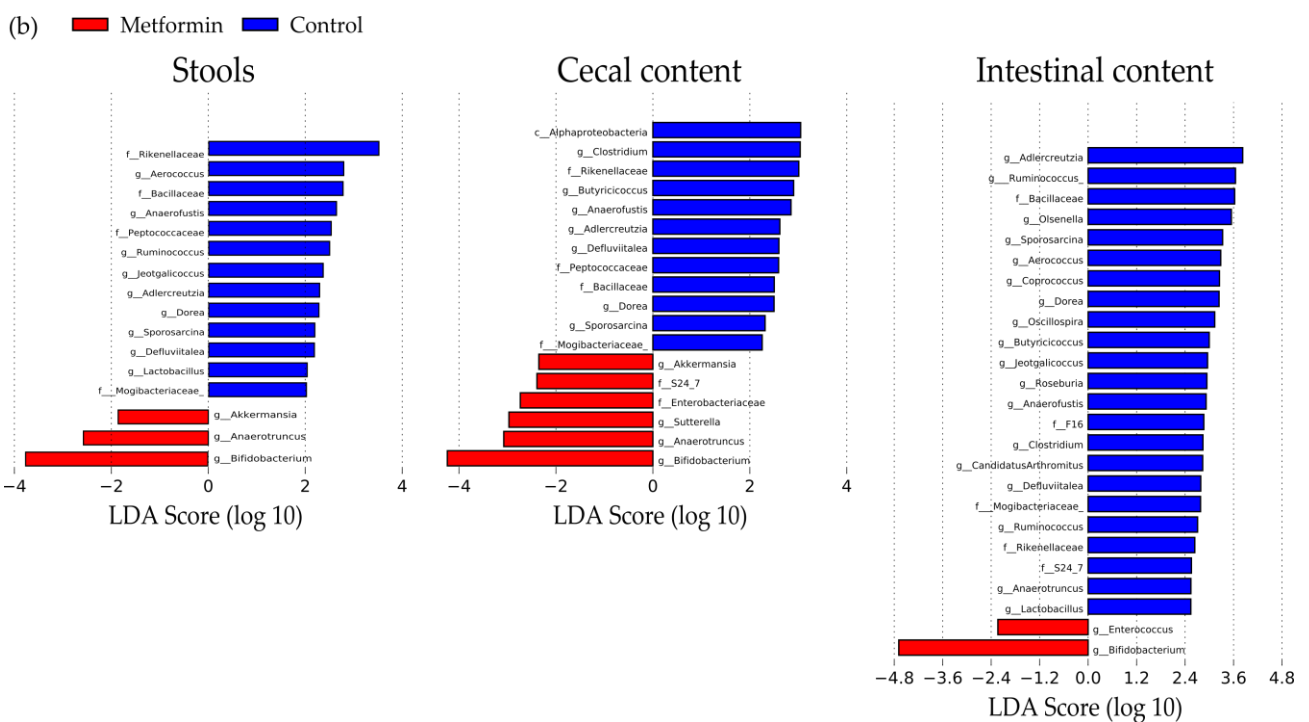 (b) Metformin Control
Stools
f__Rikenellaceae
g__Aerococcus
f__Bacillaceae
g__Anaerofustis
f__Peptococcaceae
g__Ruminococcus
g__Jeotgalicoccus
g__Adlercreutzia
g__Dorea
g__Sporosarcina
g__Defluviitalea
g__Lactobacillus
f___Mogibacteriaceae_
g__Akkermansia
g__Anaerotruncus
g__Bifidobacterium
−4 −2 0 2 4
LDA Score (log 10)
Cecal content
c__Alphaproteobacteria
g__Clostridium
f__Rikenellaceae
g__Butyricicoccus
g__Anaerofustis
g__Adlercreutzia
g__Defluviitalea
f__Peptococcaceae
f__Bacillaceae
g__Dorea
g__Sporosarcina
f___Mogibacteriaceae_
g__Akkermansia
f__S24_7
f__Enterobacteriaceae
g__Sutterella
g__Anaerotruncus
g__Bifidobacterium
−4 −2 0 2 4
LDA Score (log 10)
Intestinal content
g__Adlercreutzia
g___Ruminococcus_
f__Bacillaceae
g__Olsenella
g__Sporosarcina
g__Aerococcus
g__Coprococcus
g__Dorea
g__Oscillospira
g__Butyricicoccus
g__Jeotgalicoccus
g__Roseburia
g__Anaerofustis
f__F16
g__Clostridium
g__CandidatusArthromitus
g__Defluviitalea
f___Mogibacteriaceae_
g__Ruminococcus
f__Rikenellaceae
f__S24_7
g__Anaerotruncus
g__Lactobacillus
g__Enterococcus
g__Bifidobacterium
−4.8 −3.6 −2.4 −1.2 0.0 1.2 2.4 3.6 4.8
LDA Score (log 10)